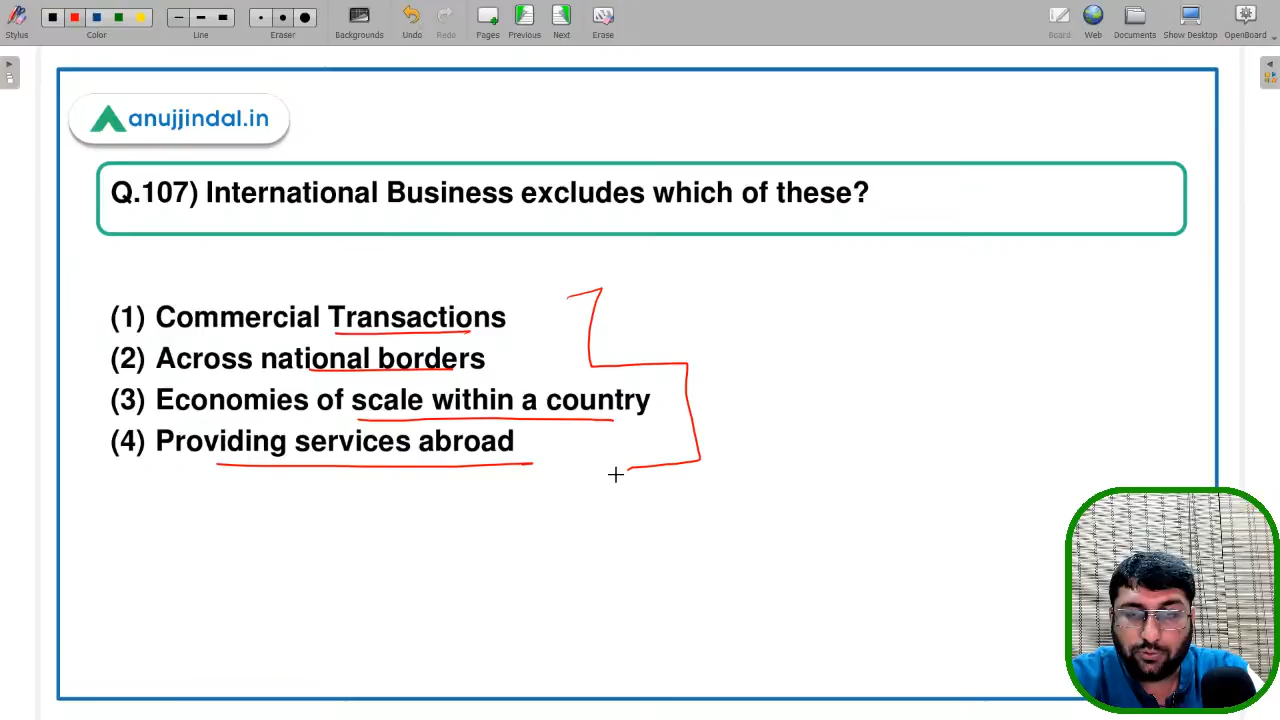 Stylus
Color
Line
Eraser
Backgrounds
Undo
Redo
Pages
Previous
Next
Erase
Board
Web
Documents
Show Desktop
OpenBoard
anujjindal.in
Q.107) International Business excludes which of these?
(1) Commercial Transactions
(2) Across national borders
(3) Economies of scale within a country
(4) Providing services abroad